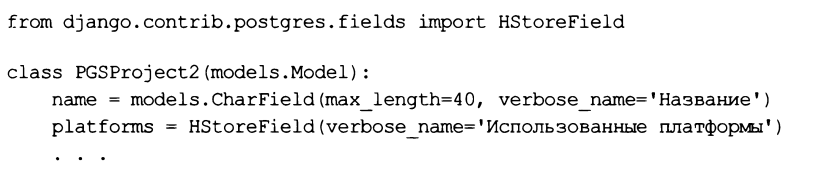 from django.contrib.postgres.fields import HStoreField
class PGSProject2(models.Model):
    name = models.CharField(max_length=40, verbose_name='Название')
    platforms = HStoreField(verbose_name='Использованные платформы')
    . . .